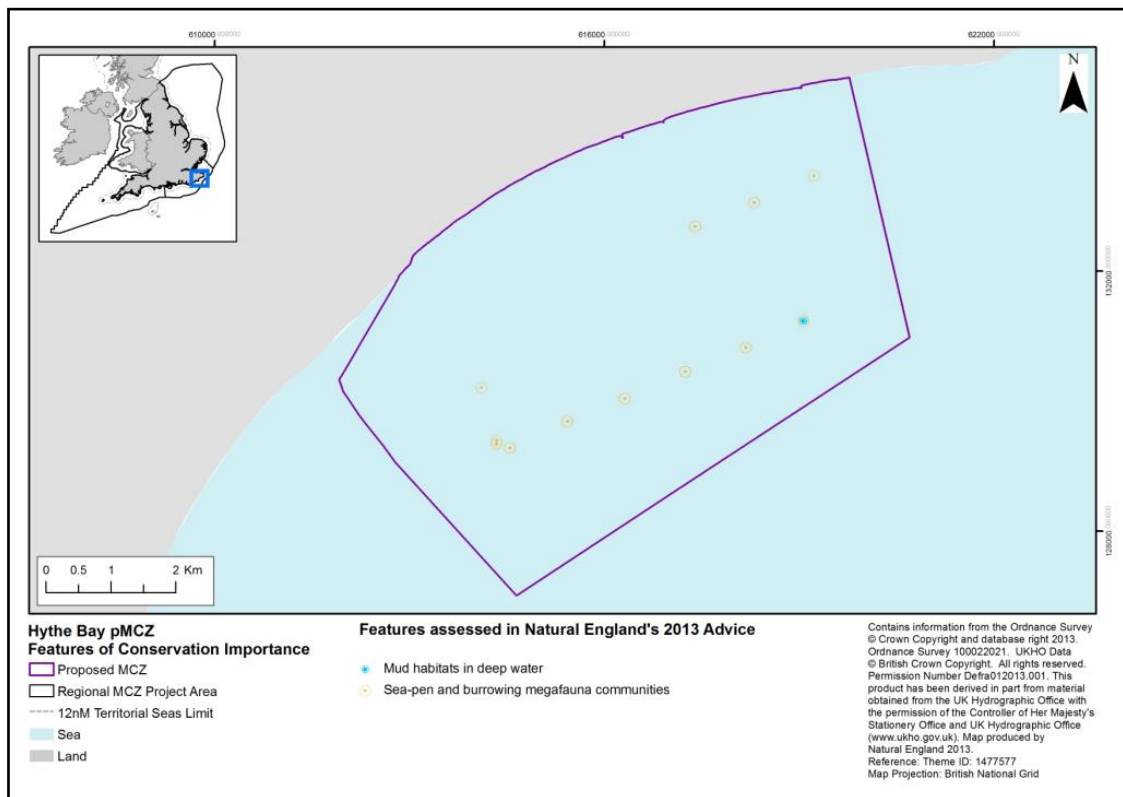 610000.000000
616000.000000
622000.000000
N
132000.000000
128000.000000
0 0.5 1 2 Km
Hythe Bay pMCZ
Features of Conservation Importance
Proposed MCZ
Regional MCZ Project Area
12nM Territorial Seas Limit
Sea
Land
Features assessed in Natural England's 2013 Advice
Mud habitats in deep water
Sea-pen and burrowing megafauna communities
Contains information from the Ordnance Survey
© Crown Copyright and database right 2013.
Ordnance Survey 100022021. UKHO Data
© British Crown Copyright. All rights reserved.
Permission Number Defra012013.001. This
product has been derived in part from material
obtained from the UK Hydrographic Office with
the permission of the Controller of Her Majesty's
Stationery Office and UK Hydrographic Office
(www.ukho.gov.uk). Map produced by
Natural England 2013.
Reference: Theme ID: 1477577
Map Projection: British National Grid